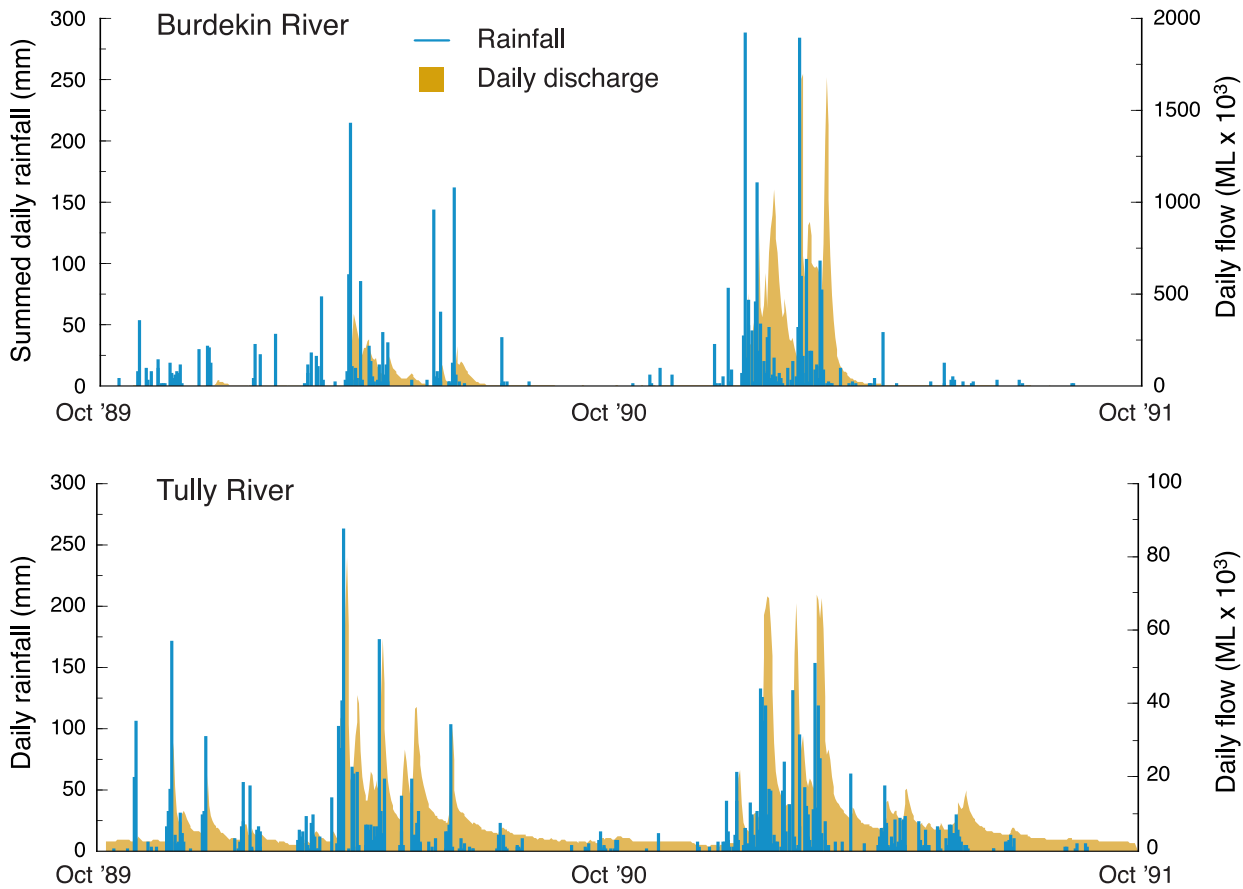 Burdekin River
Rainfall
Daily discharge
Summed daily rainfall (mm)
300
250
200
150
100
50
0
Daily flow (ML x 10³)
2000
1500
1000
500
0
Oct '89
Oct '90
Oct '91
Tully River
Daily rainfall (mm)
300
250
200
150
100
50
0
Daily flow (ML x 10³)
100
80
60
40
20
0
Oct '89
Oct '90
Oct '91